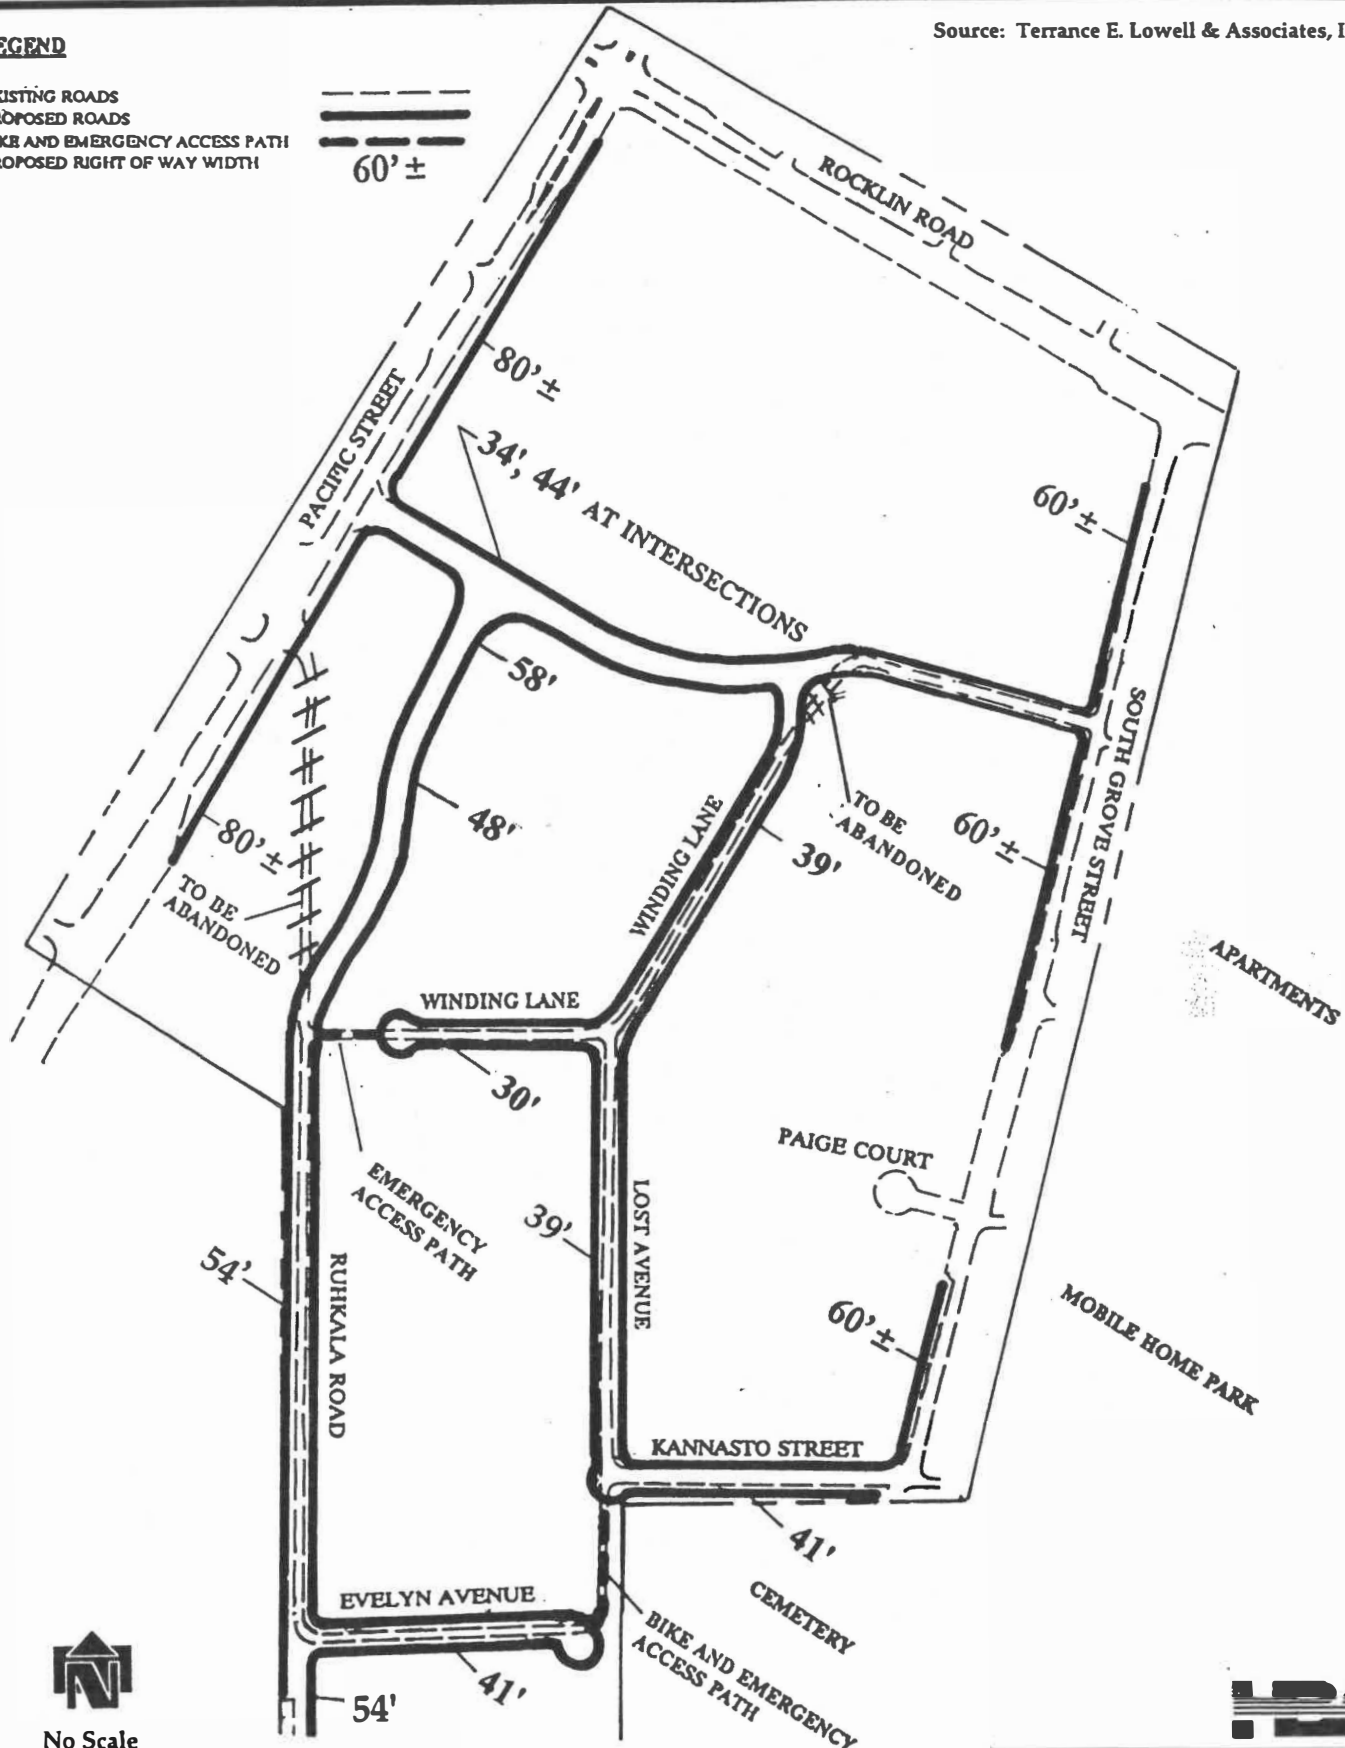 Source: Terrance E. Lowell & Associates, I
EGEND
XISTING ROADS
ROPOSED ROADS
KE AND EMERGENCY ACCESS PATH
ROPOSED RIGHT OF WAY WIDTH
60'±
ROCKLIN ROAD
80'±
PACIFIC STREET
34', 44' AT INTERSECTIONS
60'±
58'
SOUTH GROVE STREET
48'
TO BE
ABANDONED
60'±
80'±
39'
WINDING LANE
TO BE
ABANDONED
APARTMENTS
WINDING LANE
30'
PAIGE COURT
EMERGENCY
ACCESS PATH
39'
LOST AVENUE
54'
RUHKALA ROAD
60'±
MOBILE HOME PARK
KANNASTO STREET
41'
CEMETERY
EVELYN AVENUE
BIKE AND EMERGENCY
ACCESS PATH
41'
54'
N
No Scale